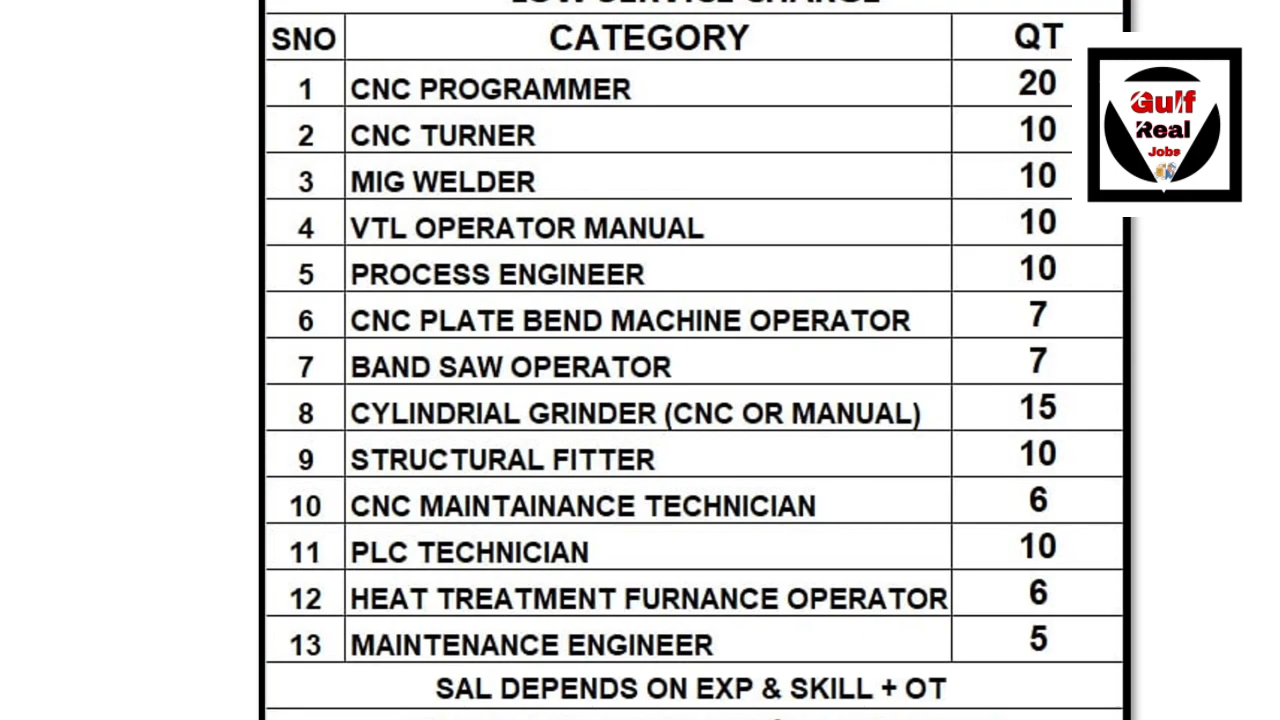 LOW SERVICE CHARGE
SNO CATEGORY QT
1 CNC PROGRAMMER 20
2 CNC TURNER 10
3 MIG WELDER 10
4 VTL OPERATOR MANUAL 10
5 PROCESS ENGINEER 10
6 CNC PLATE BEND MACHINE OPERATOR 7
7 BAND SAW OPERATOR 7
8 CYLINDRIAL GRINDER (CNC OR MANUAL) 15
9 STRUCTURAL FITTER 10
10 CNC MAINTAINANCE TECHNICIAN 6
11 PLC TECHNICIAN 10
12 HEAT TREATMENT FURNANCE OPERATOR 6
13 MAINTENANCE ENGINEER 5
SAL DEPENDS ON EXP & SKILL + OT
Gulf
Real
Jobs